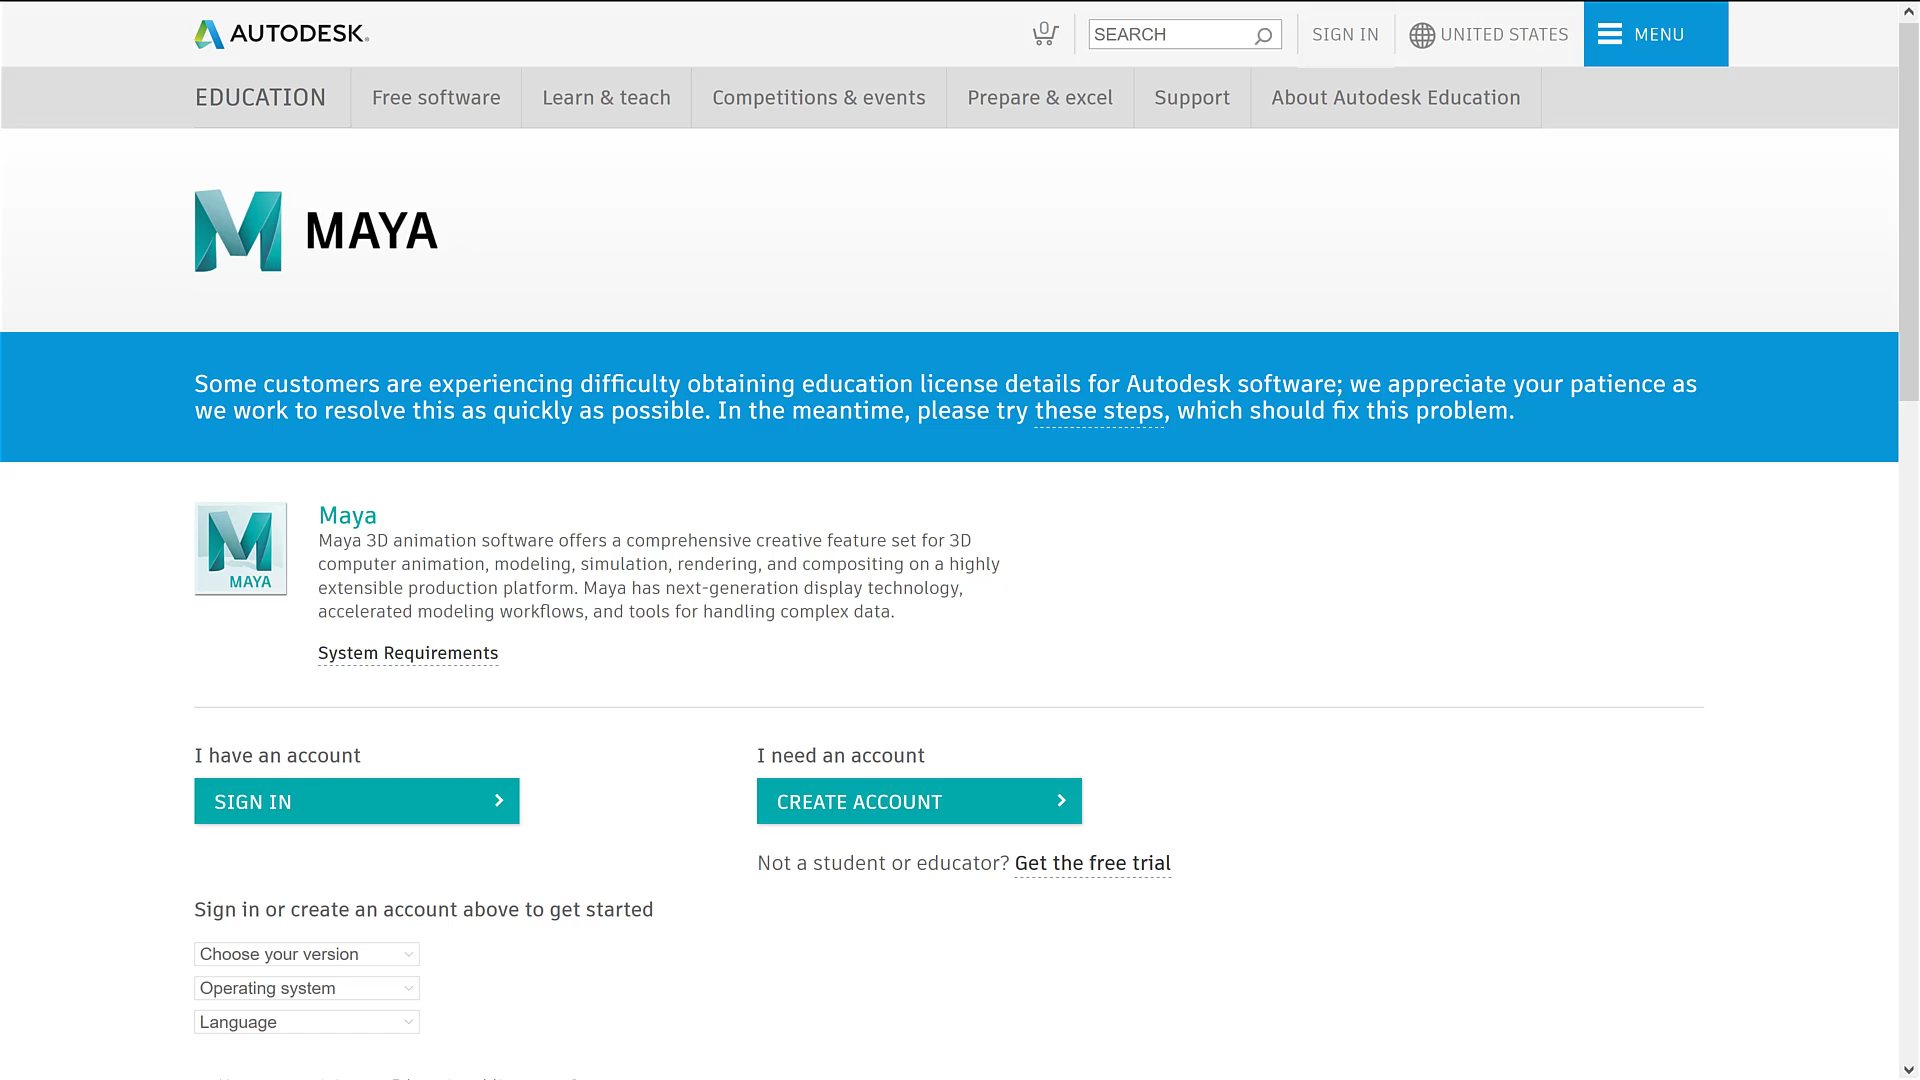 AUTODESK.
0
SEARCH
SIGN IN
UNITED STATES
MENU
EDUCATION
Free software
Learn & teach
Competitions & events
Prepare & excel
Support
About Autodesk Education
MAYA
Some customers are experiencing difficulty obtaining education license details for Autodesk software; we appreciate your patience as
we work to resolve this as quickly as possible. In the meantime, please try these steps, which should fix this problem.
MAYA
Maya
Maya 3D animation software offers a comprehensive creative feature set for 3D
computer animation, modeling, simulation, rendering, and compositing on a highly
extensible production platform. Maya has next-generation display technology,
accelerated modeling workflows, and tools for handling complex data.
System Requirements
I have an account
SIGN IN
I need an account
CREATE ACCOUNT
Not a student or educator? Get the free trial
Sign in or create an account above to get started
Choose your version
Operating system
Language